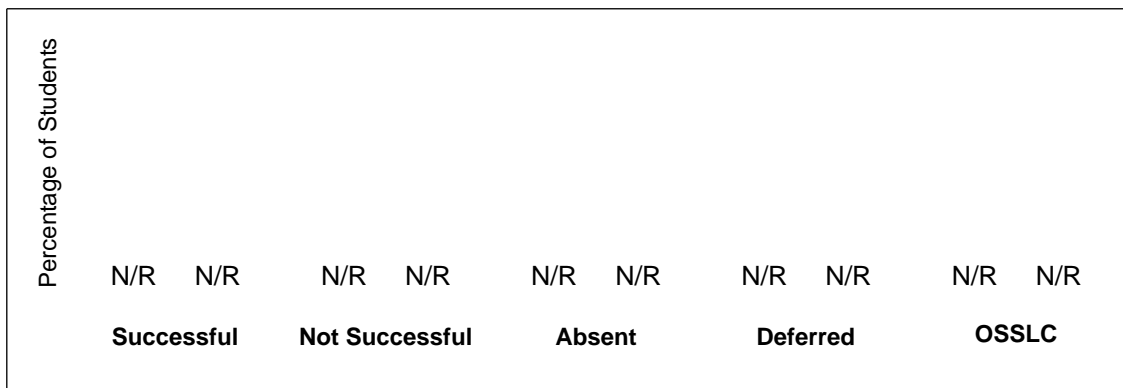 Percentage of Students
N/R N/R N/R N/R N/R N/R N/R N/R N/R N/R
Successful Not Successful Absent Deferred OSSLC